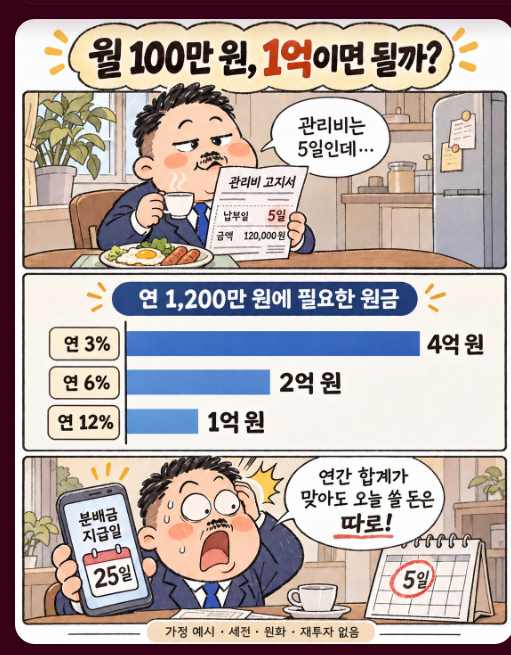 월 100만 원, 1억이면 될까?
관리비는
5일인데…
관리비 고지서
납부일 5일
금액 120,000원
연 1,200만 원에 필요한 원금
연 3% 4억 원
연 6% 2억 원
연 12% 1억 원
연간 합계가
맞아도 오늘 쓸 돈은
따로!
분배금
지급일
25일
5일
가정 예시 · 세전 · 원화 · 재투자 없음